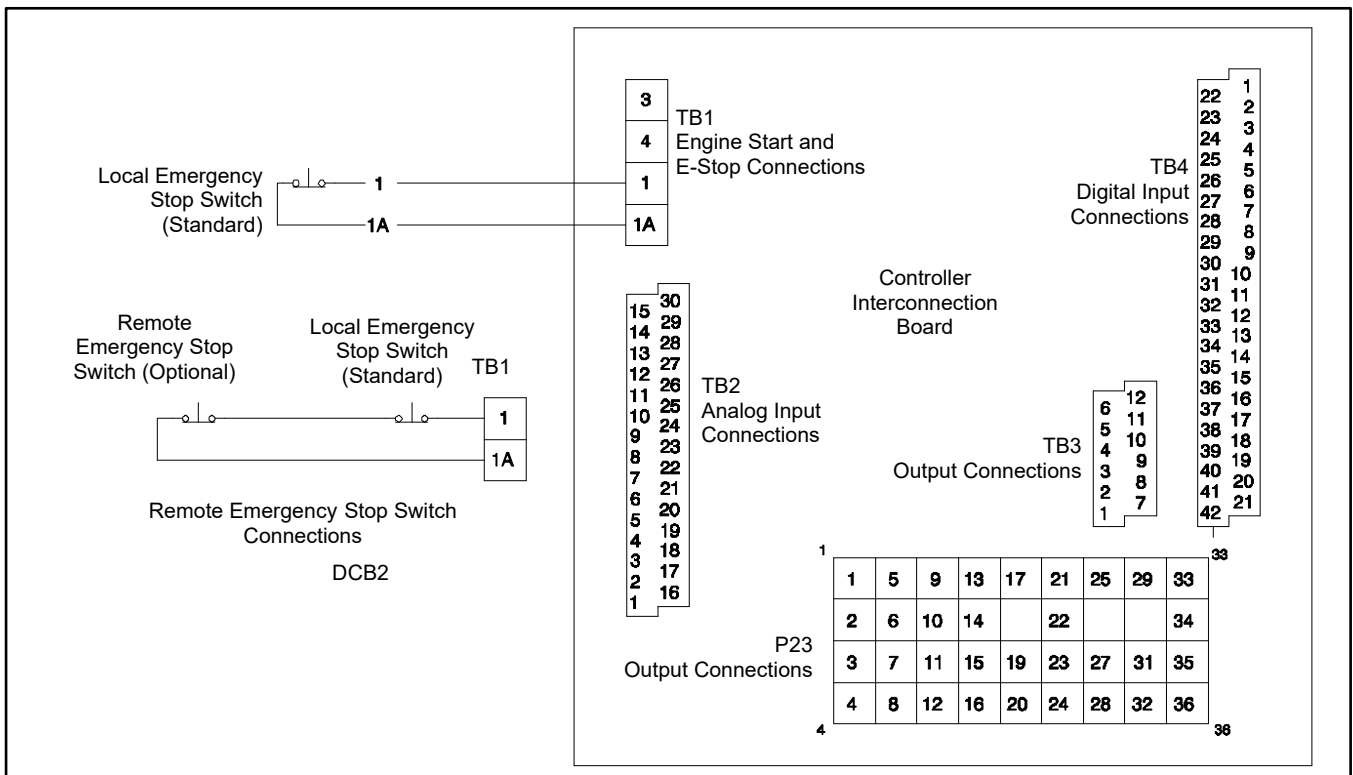 3
4
1
1A
TB1
Engine Start and
E-Stop Connections
Local Emergency
Stop Switch
(Standard)
1
1A
Remote
Emergency Stop
Switch (Optional)
Local Emergency
Stop Switch
(Standard)
TB1
1
1A
Remote Emergency Stop Switch
Connections
DCB2
15 30
14 29
13 28
12 27
11 26
10 25
9 24
8 23
7 22
6 21
5 20
4 19
3 18
2 17
1 16
TB2
Analog Input
Connections
Controller
Interconnection
Board
TB4
Digital Input
Connections
22 1
23 2
24 3
25 4
26 5
27 6
28 7
29 8
30 9
31 10
32 11
33 12
34 13
35 14
36 15
37 16
38 17
39 18
40 19
41 20
42 21
TB3
Output Connections
6 12
5 11
4 10
3 9
2 8
1 7
P23
Output Connections
1 33
1 5 9 13 17 21 25 29 33
2 6 10 14 22 34
3 7 11 15 19 23 27 31 35
4 8 12 16 20 24 28 32 36
4 36